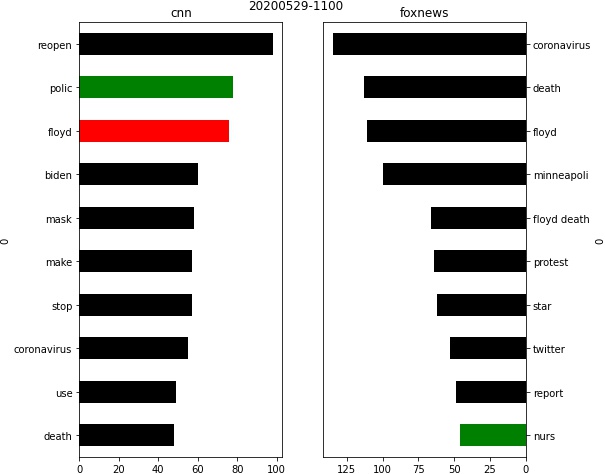 20200529-1100
cnn
foxnews
reopen
polic
floyd
biden
mask
make
stop
coronavirus
use
death
0
0 20 40 60 80 100
coronavirus
death
floyd
minneapoli
floyd death
protest
star
twitter
report
nurs
0
125 100 75 50 25 0